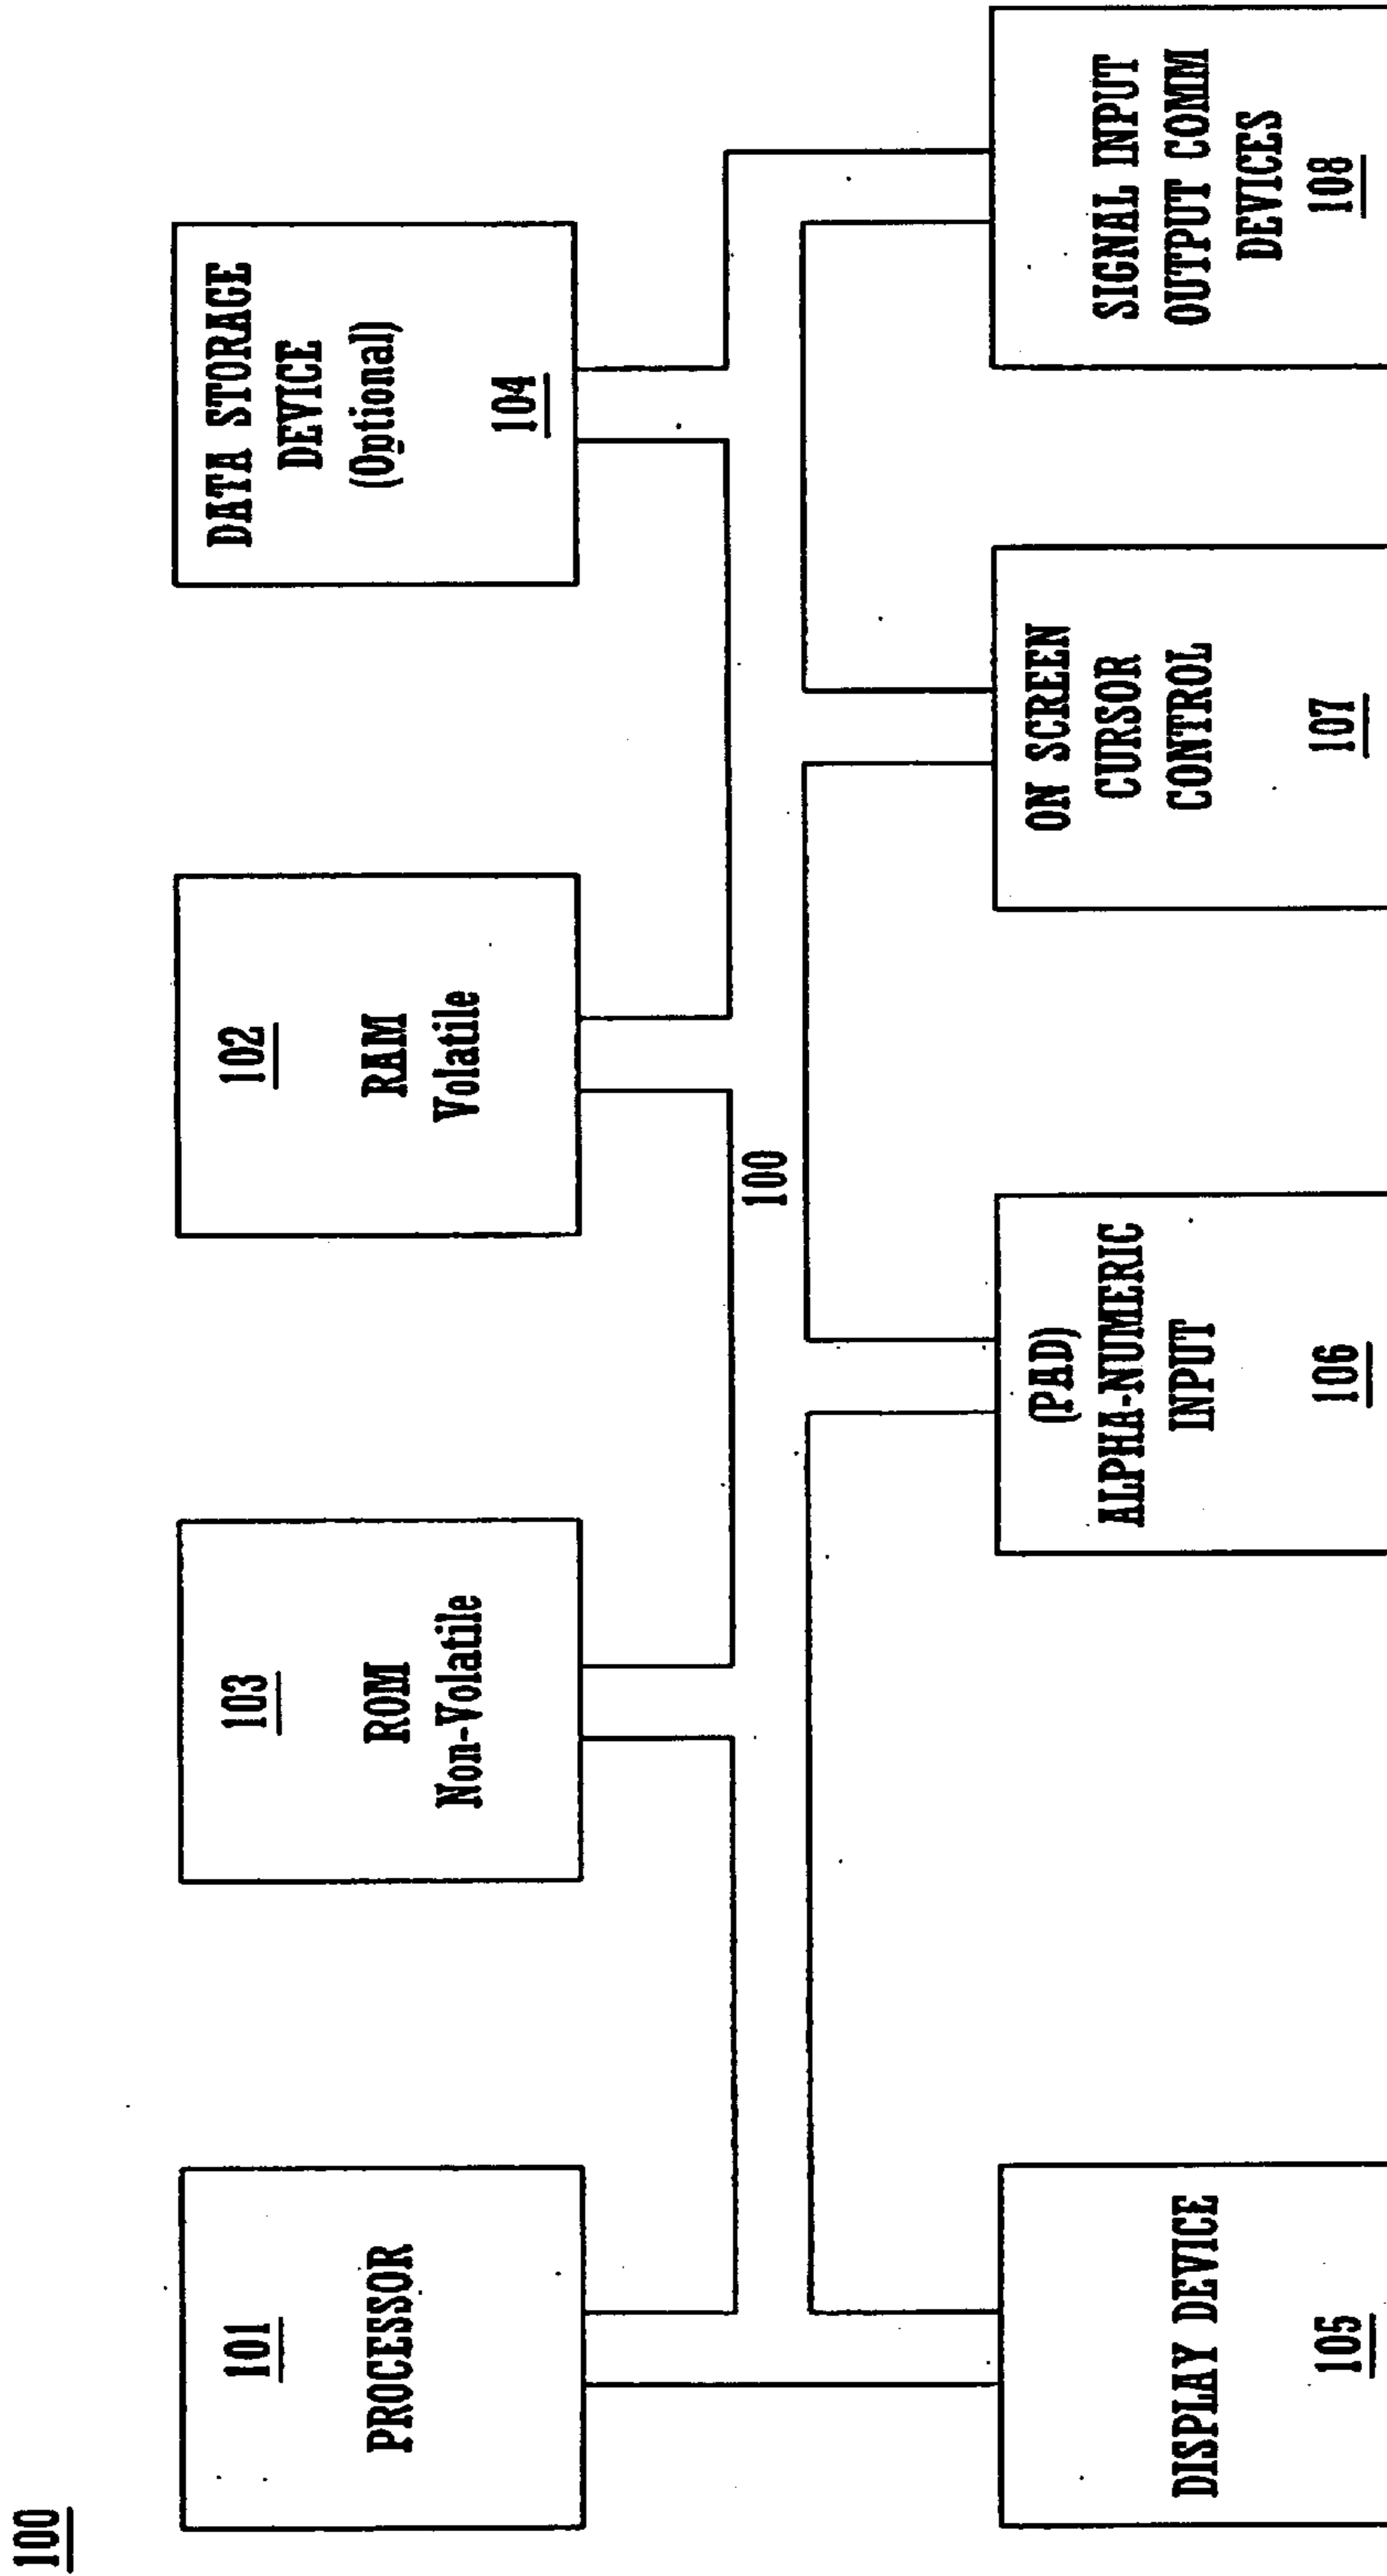 100
101
PROCESSOR
103
ROM
Non-Volatile
102
RAM
Volatile
DATA STORAGE
DEVICE
(Optional)
104
100
DISPLAY DEVICE
105
(PAD)
ALPHA-NUMERIC
INPUT
106
ON SCREEN
CURSOR
CONTROL
107
SIGNAL INPUT
OUTPUT COMM
DEVICES
108